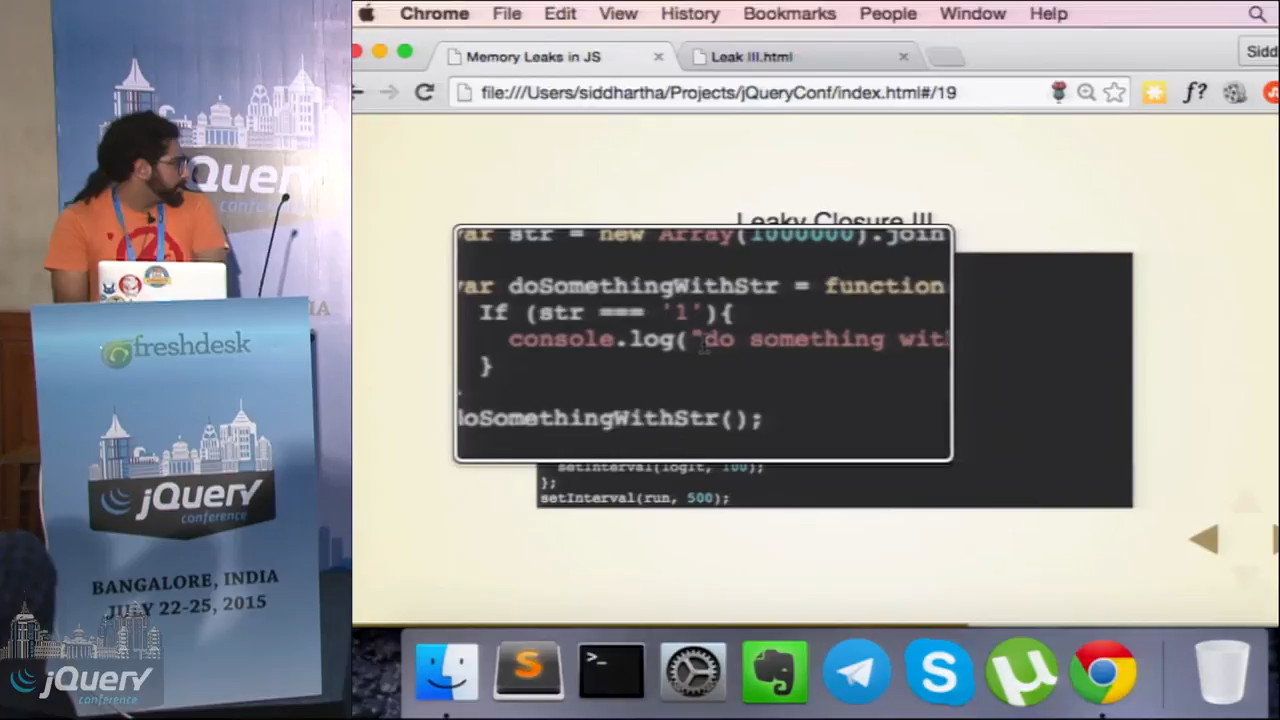 Chrome File Edit View History Bookmarks People Window Help
Memory Leaks in JS
Leak III.html
Sidd
file:///Users/siddhartha/Projects/jQueryConf/index.html#/19
f?
Leaky Closure III
var str = new Array(1000000).join
var doSomethingWithStr = function
If (str === '1'){
console.log("do something with
}
doSomethingWithStr();
setInterval(logIt, 100);
};
setInterval(run, 500);
jQuery
conference
freshdesk
jQuery
conference
BANGALORE, INDIA
JULY 22-25, 2015
jQuery
conference